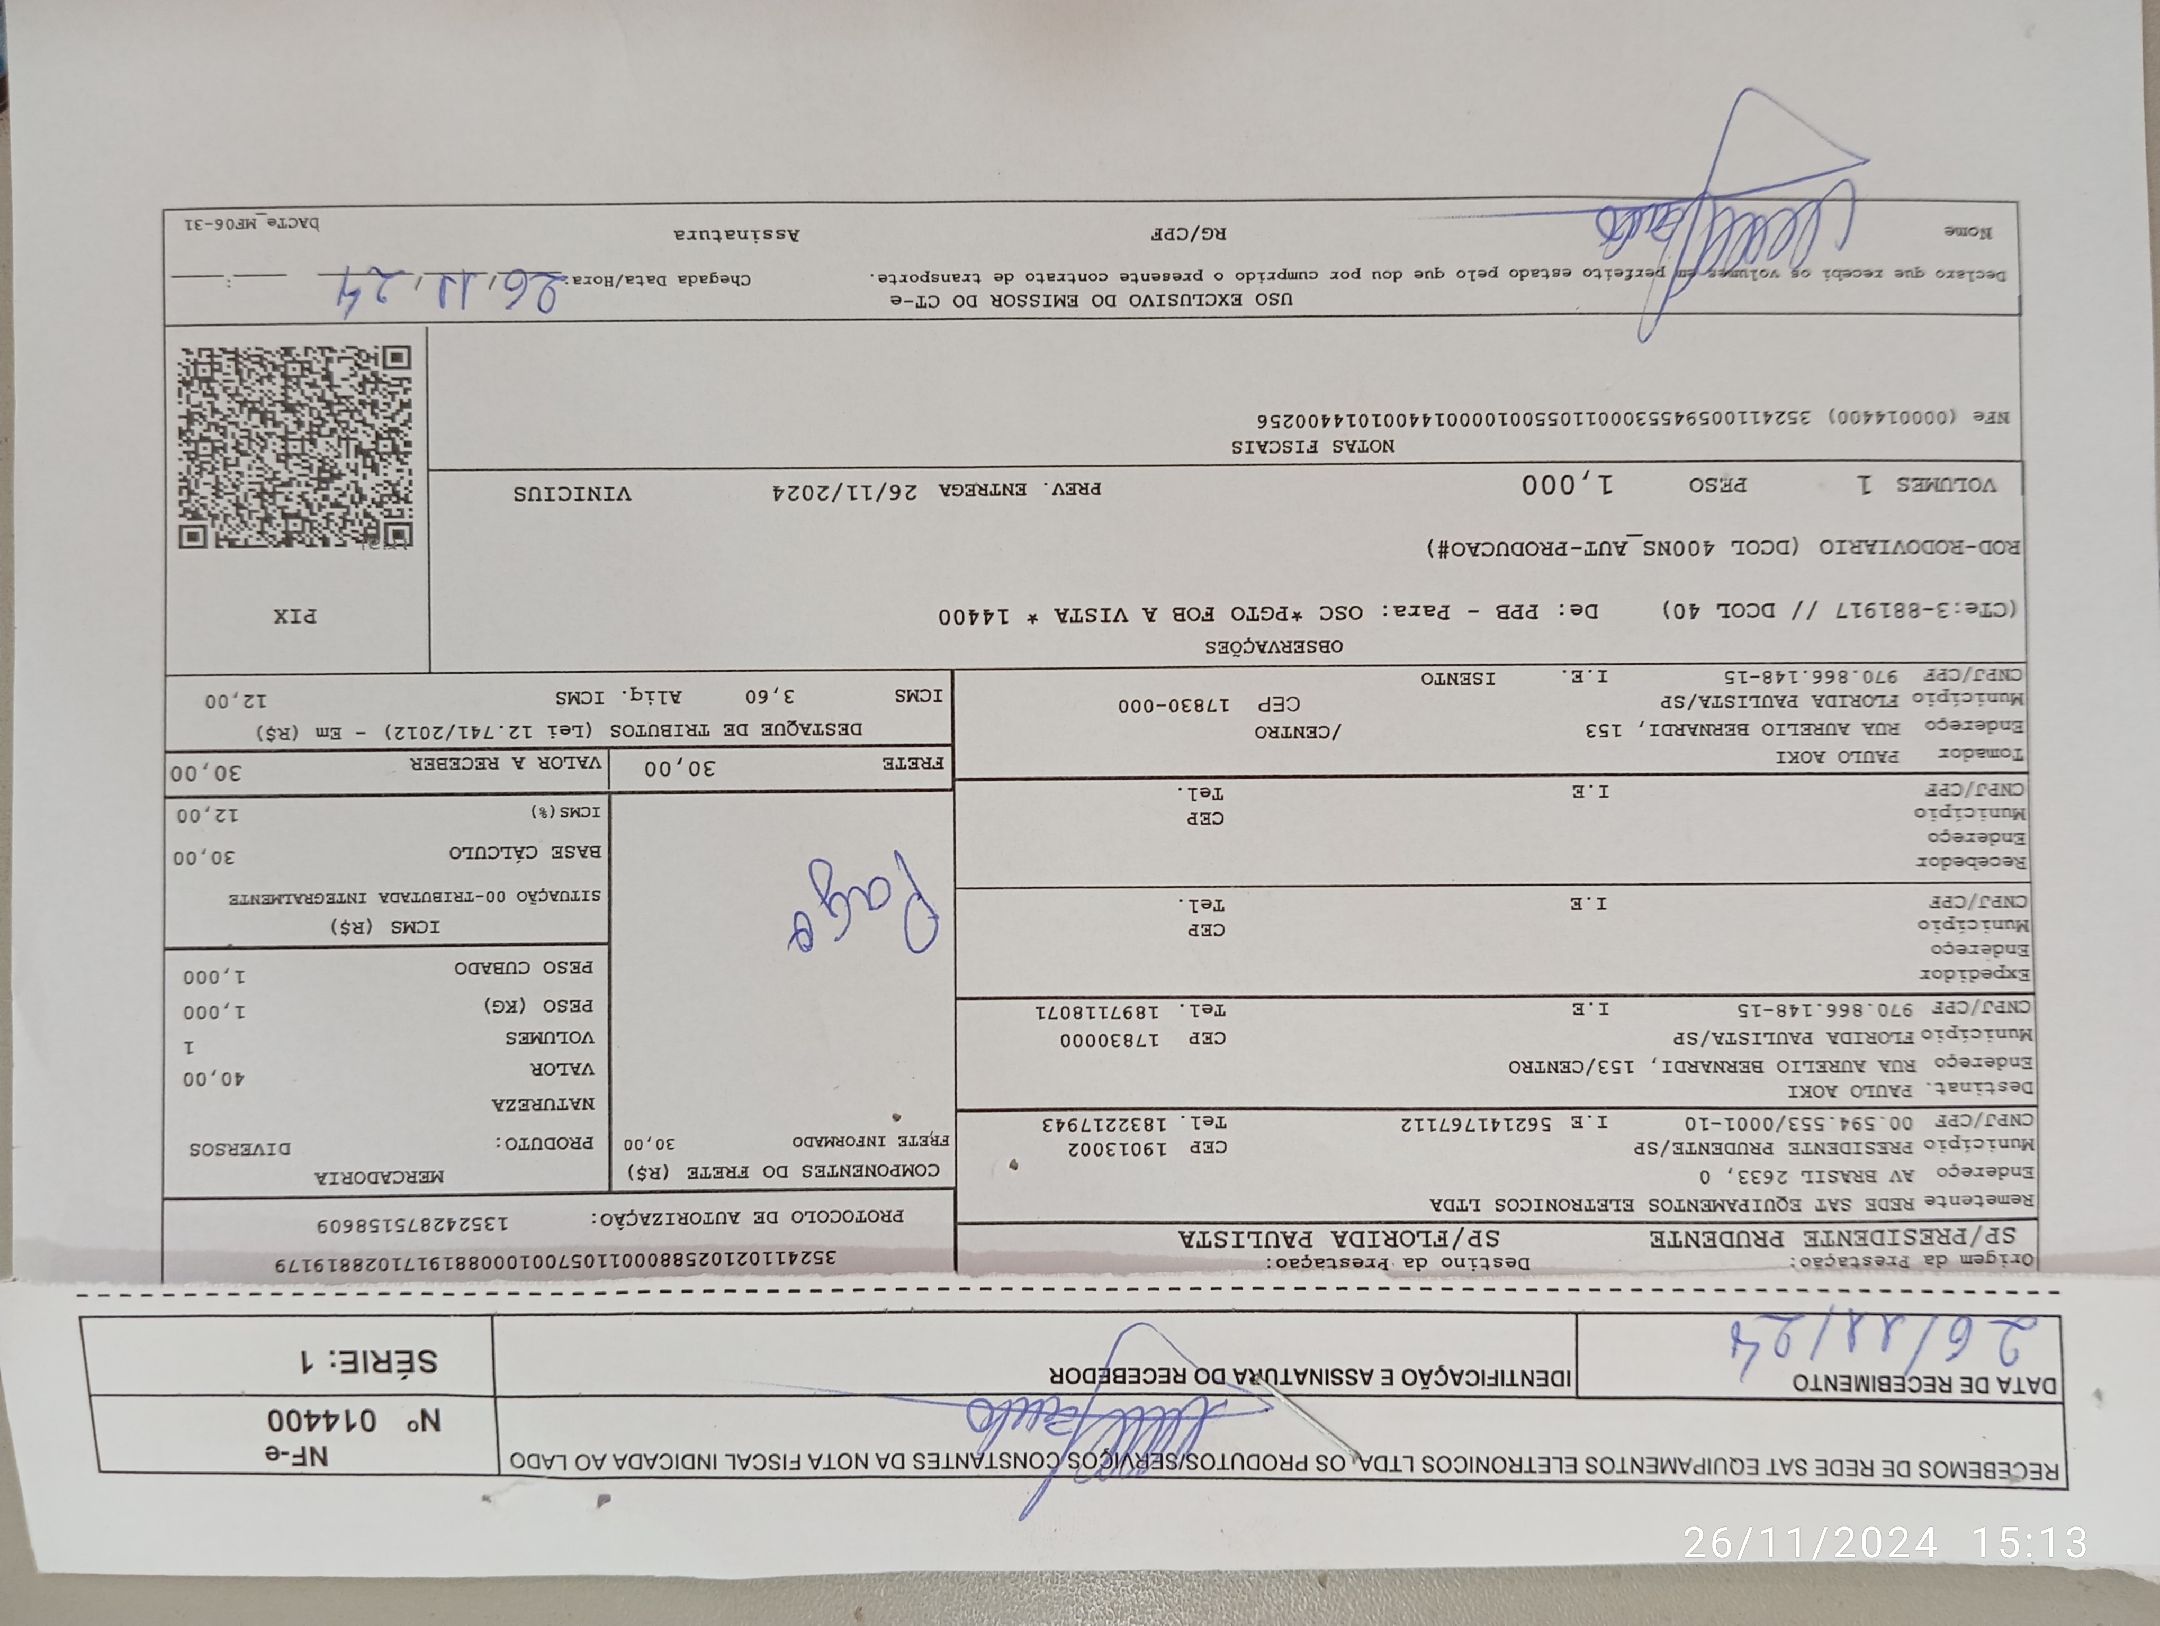 RECEBEMOS DE REDE SAT EQUIPAMENTOS ELETRONICOS LTDA, OS PRODUTOS/SERVIÇOS CONSTANTES DA NOTA FISCAL INDICADA AO LADO
NF-e
Nº 014400
SÉRIE: 1
DATA DE RECEBIMENTO
26/11/24
IDENTIFICAÇÃO E ASSINATURA DO RECEBEDOR
Origem da Prestação:
SP/PRESIDENTE PRUDENTE
Destino da Prestação:
SP/FLORIDA PAULISTA
35241102102588000110570010008819171028819179
PROTOCOLO DE AUTORIZAÇÃO: 135242875158609
Remetente REDE SAT EQUIPAMENTOS ELETRONICOS LTDA
Endereço AV BRASIL 2633, 0
Município PRESIDENTE PRUDENTE/SP CEP 19013002
CNPJ/CPF 00.594.553/0001-10 I.E 562141767112 Tel. 1832217943
Destinat. PAULO AOKI
Endereço RUA AURELIO BERNARDI, 153/CENTRO
Município FLORIDA PAULISTA/SP CEP 17830000
CNPJ/CPF 970.866.148-15 I.E Tel. 18971118071
Expedidor
Endereço
Município CEP
CNPJ/CPF I.E Tel.
Recebedor
Endereço
Município CEP
CNPJ/CPF I.E Tel.
Tomador PAULO AOKI
Endereço RUA AURELIO BERNARDI, 153 /CENTRO
Município FLORIDA PAULISTA/SP CEP 17830-000
CNPJ/CPF 970.866.148-15 I.E. ISENTO
COMPONENTES DO FRETE (R$)
FRETE INFORMADO 30,00
Pago
FRETE 30,00
MERCADORIA
PRODUTO: DIVERSOS
NATUREZA
VALOR 40,00
VOLUMES 1
PESO (KG) 1,000
PESO CUBADO 1,000
ICMS (R$)
SITUAÇÃO 00-TRIBUTADA INTEGRALMENTE
BASE CÁLCULO 30,00
ICMS(%) 12,00
VALOR A RECEBER 30,00
DESTAQUE DE TRIBUTOS (Lei 12.741/2012) - Em (R$)
ICMS 3,60 Aliq. ICMS 12,00
OBSERVAÇÕES
(CTe:3-881917 // DCOL 40) De: PPB - Para: OSC *PGTO FOB A VISTA * 14400
ROD-RODOVIARIO (DCOL 400NS_AUT-PRODUCAO#)
VOLUMES 1 PESO 1,000 PREV. ENTREGA 26/11/2024 VINICIUS
PIX
NOTAS FISCAIS
NFe (00014400) 35241100594553000110550010000144001014400256
USO EXCLUSIVO DO EMISSOR DO CT-e
Declaro que recebi os volumes em perfeito estado pelo que dou por cumprido o presente contrato de transporte.
Chegada Data/Hora: 26,11,24 :
Nome RG/CPF Assinatura
DACTe_MF06-31
26/11/2024 15:13